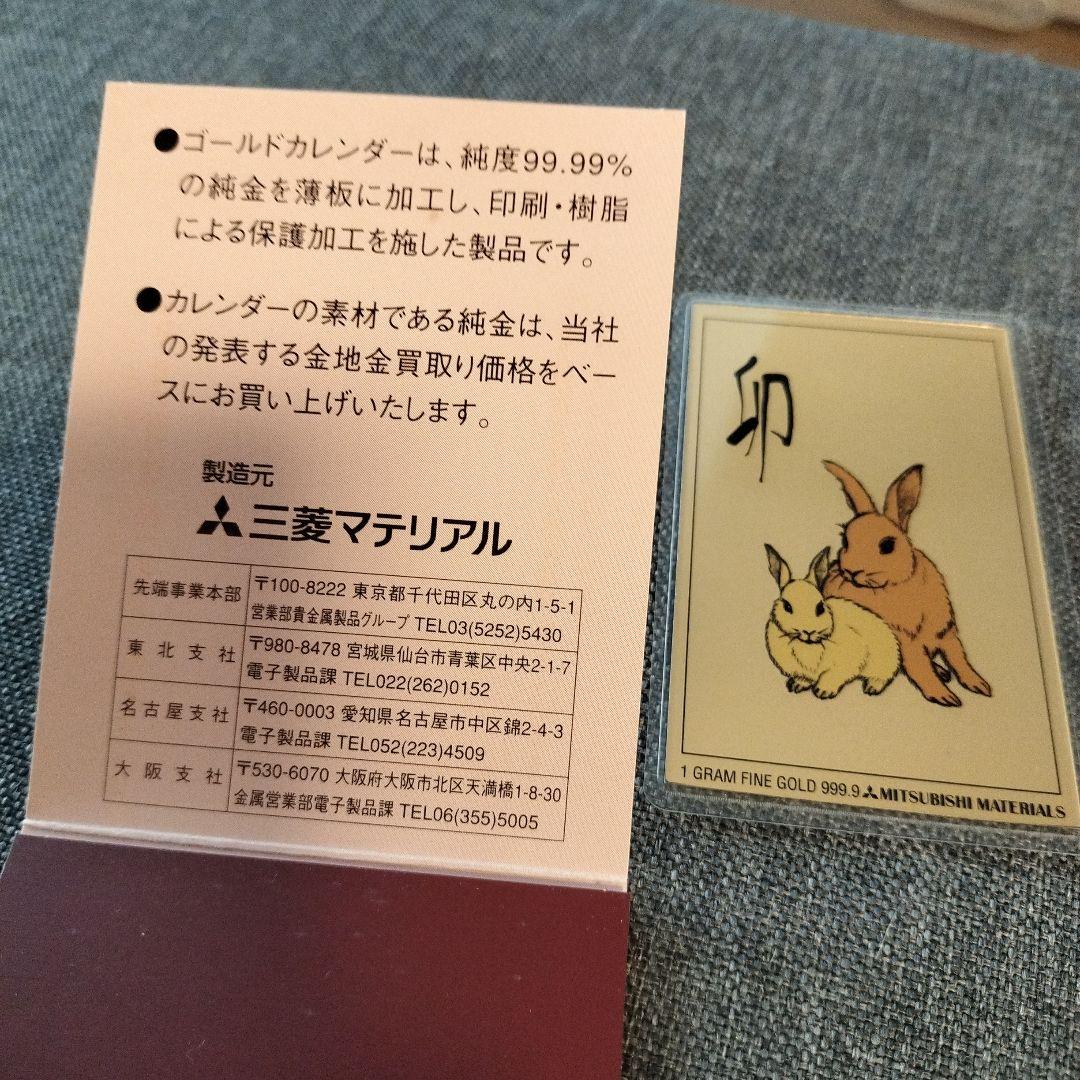 ●ゴールドカレンダーは、純度99.99%
の純金を薄板に加工し、印刷・樹脂
による保護加工を施した製品です。
●カレンダーの素材である純金は、当社
の発表する金地金買取り価格をベー
スにお買い上げいたします。
製造元
三菱マテリアル
先端事業本部 〒100-8222 東京都千代田区丸の内1-5-1
営業部貴金属製品グループ TEL03(5252)5430
東北支社 〒980-8478 宮城県仙台市青葉区中央2-1-7
電子製品課 TEL022(262)0152
名古屋支社 〒460-0003 愛知県名古屋市中区錦2-4-3
電子製品課 TEL052(223)4509
大阪支社 〒530-6070 大阪府大阪市北区天満橋1-8-30
金属営業部電子製品課 TEL06(355)5005
卯
1 GRAM FINE GOLD 999.9 MITSUBISHI MATERIALS